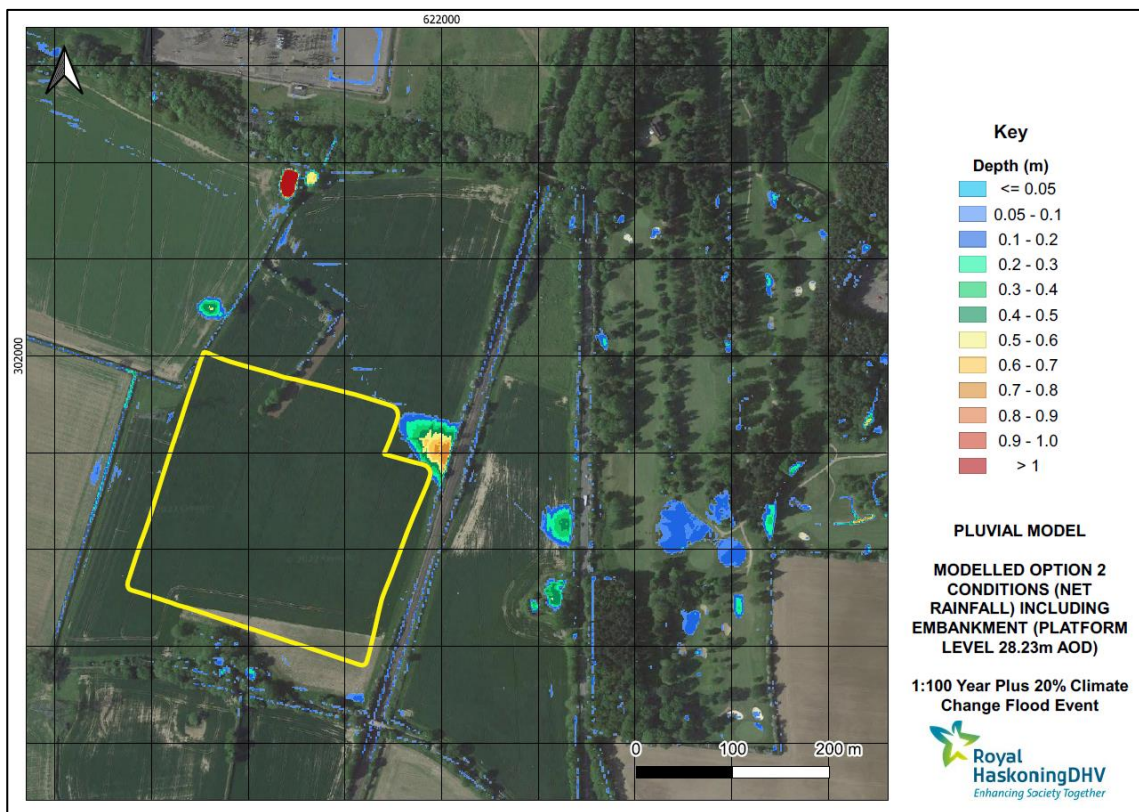 622000
302000
Key
Depth (m)
<= 0.05
0.05 - 0.1
0.1 - 0.2
0.2 - 0.3
0.3 - 0.4
0.4 - 0.5
0.5 - 0.6
0.6 - 0.7
0.7 - 0.8
0.8 - 0.9
0.9 - 1.0
> 1
PLUVIAL MODEL
MODELLED OPTION 2
CONDITIONS (NET
RAINFALL) INCLUDING
EMBANKMENT (PLATFORM
LEVEL 28.23m AOD)
1:100 Year Plus 20% Climate
Change Flood Event
0 100 200 m
Royal
HaskoningDHV
Enhancing Society Together